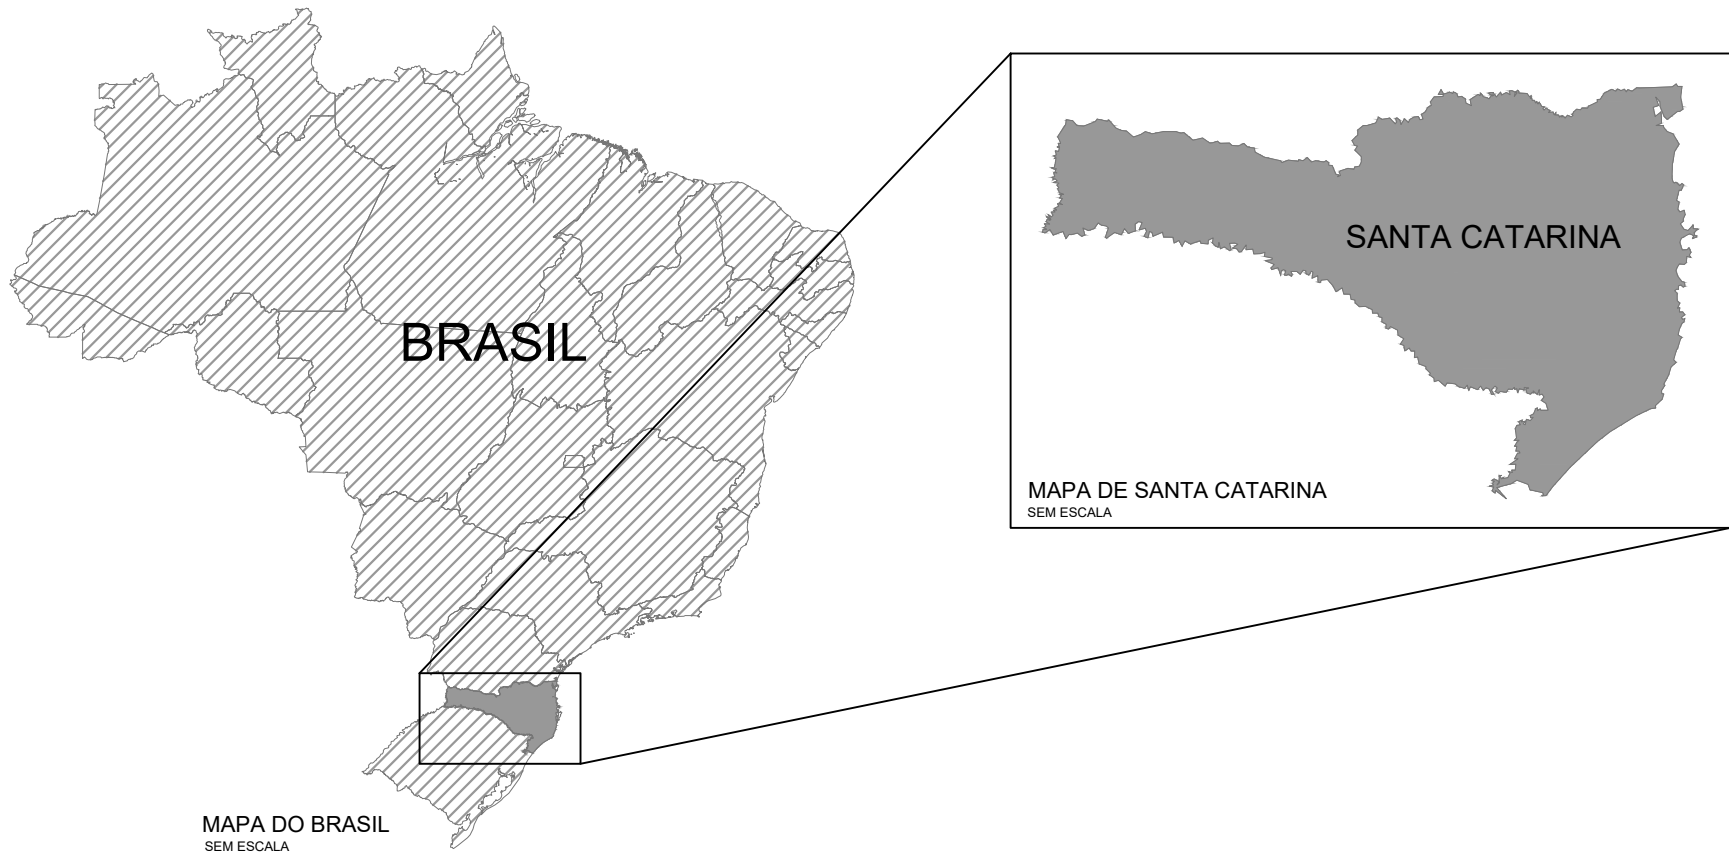 BRASIL
MAPA DO BRASIL
SEM ESCALA
SANTA CATARINA
MAPA DE SANTA CATARINA
SEM ESCALA